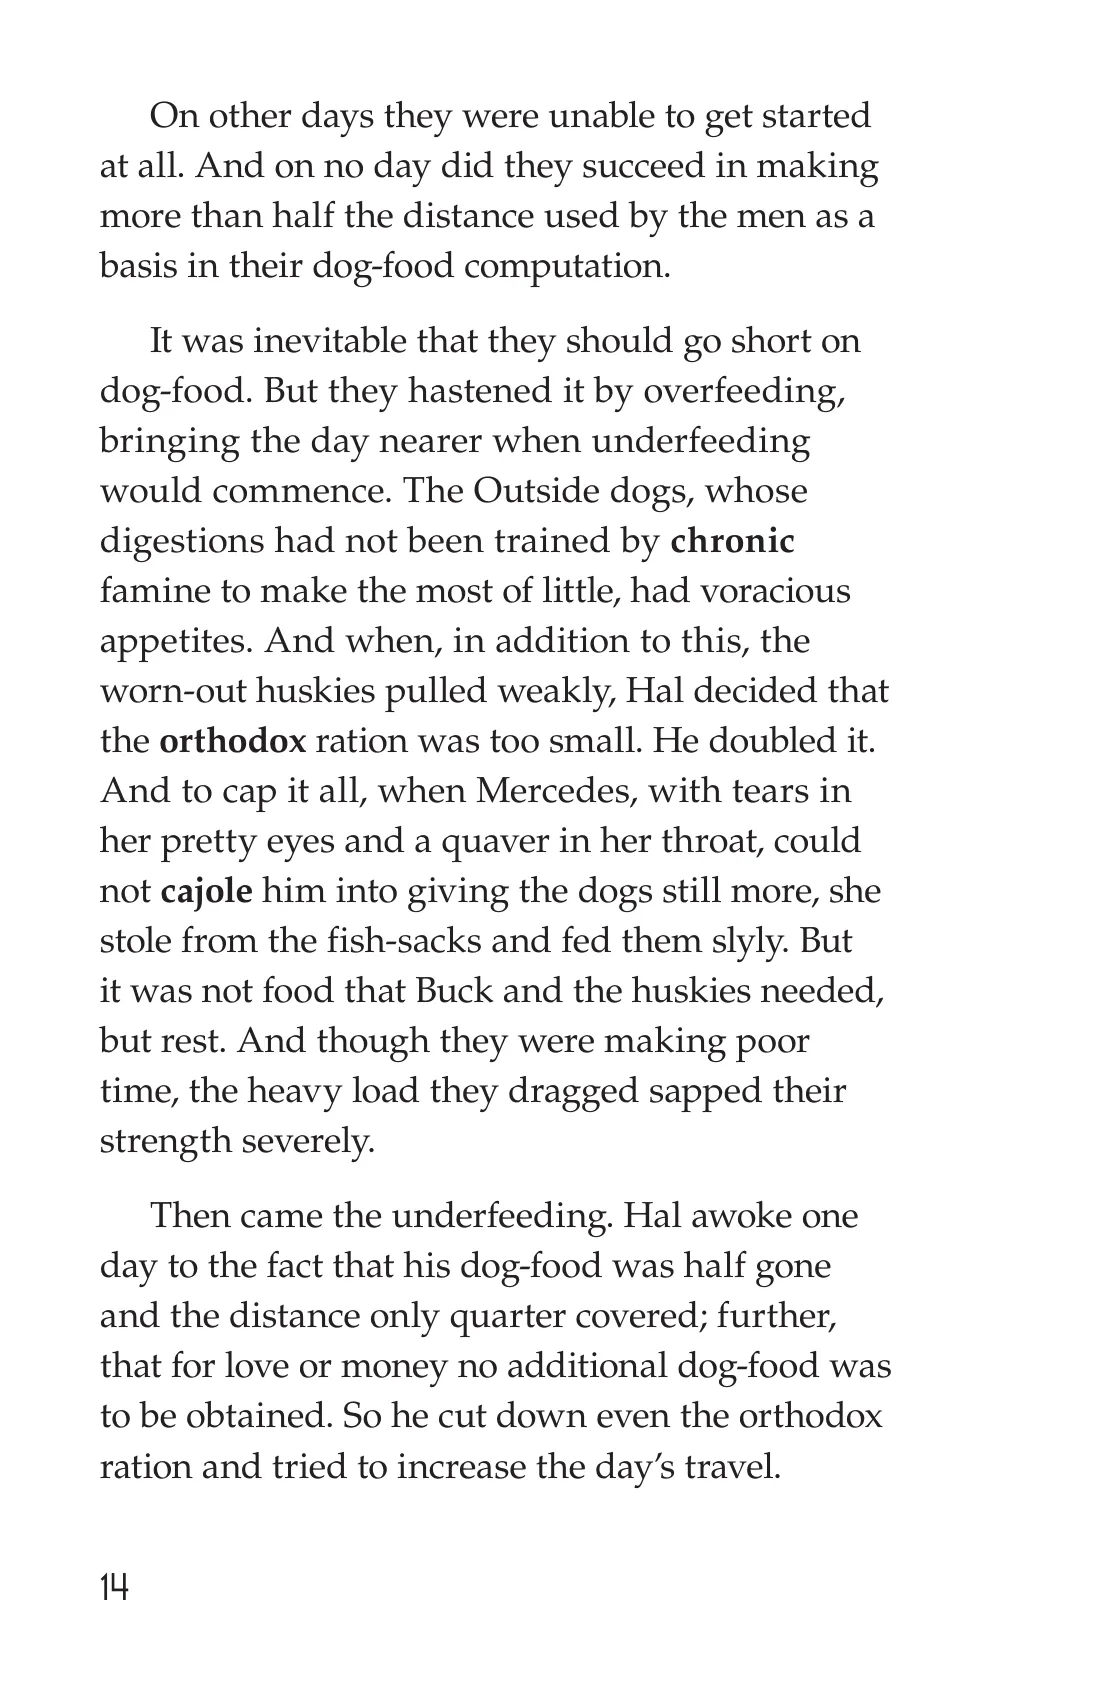 On other days they were unable to get started
at all. And on no day did they succeed in making
more than half the distance used by the men as a
basis in their dog-food computation.
It was inevitable that they should go short on
dog-food. But they hastened it by overfeeding,
bringing the day nearer when underfeeding
would commence. The Outside dogs, whose
digestions had not been trained by chronic
famine to make the most of little, had voracious
appetites. And when, in addition to this, the
worn-out huskies pulled weakly, Hal decided that
the orthodox ration was too small. He doubled it.
And to cap it all, when Mercedes, with tears in
her pretty eyes and a quaver in her throat, could
not cajole him into giving the dogs still more, she
stole from the fish-sacks and fed them slyly. But
it was not food that Buck and the huskies needed,
but rest. And though they were making poor
time, the heavy load they dragged sapped their
strength severely.
Then came the underfeeding. Hal awoke one
day to the fact that his dog-food was half gone
and the distance only quarter covered; further,
that for love or money no additional dog-food was
to be obtained. So he cut down even the orthodox
ration and tried to increase the day’s travel.
14